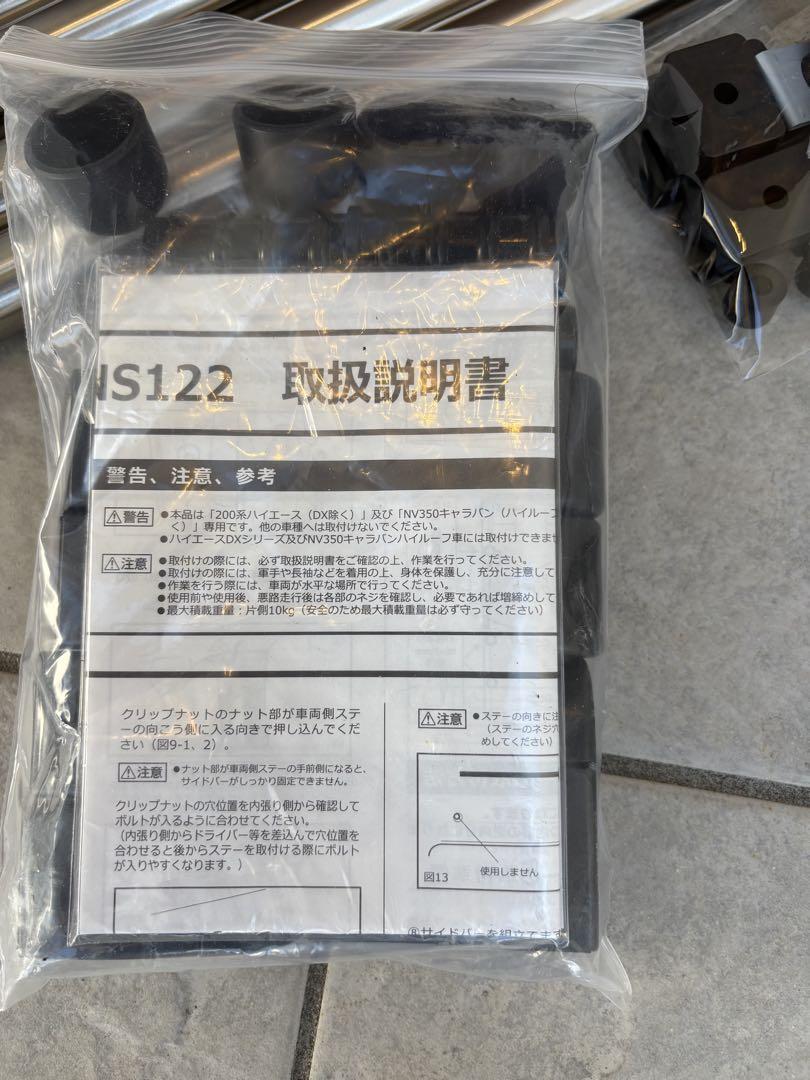 NS122 取扱説明書
警告、注意、参考
警告 ●本品は「200系ハイエース（DX除く）」及び「NV350キャラバン（ハイルーフ
く）」専用です。他の車種へは取付けないでください。
●ハイエースDXシリーズ及びNV350キャラバンハイルーフ車には取付けできませ
注意 ●取付けの際には、必ず取扱説明書をご確認の上、作業を行ってください。
●取付けの際には、軍手や長袖などを着用の上、身体を保護し、充分に注意して
●作業を行う際には、車両が水平な場所で行ってください。
●使用前や使用後、悪路走行後は各部のネジを確認し、必要であれば増締めして
●最大積載重量：片側10kg（安全のため最大積載重量は必ず守ってください）
クリップナットのナット部が車両側ステ
ーの向こう側に入る向きで押し込んでくだ
さい（図9-1、2）。
注意 ●ナット部が車両側ステーの手前側になると、
サイドバーがしっかり固定できません。
クリップナットの穴位置を内張り側から確認して
ボルトが入るように合わせてください。
（内張り側からドライバー等を差込んで穴位置を
合わせると後からステーを取付ける際にボルト
が入りやすくなります。）
注意 ●ステーの向きに注
（ステーのネジ穴
めしてください）
使用しません
図13
⑧サイドバーを組立てます